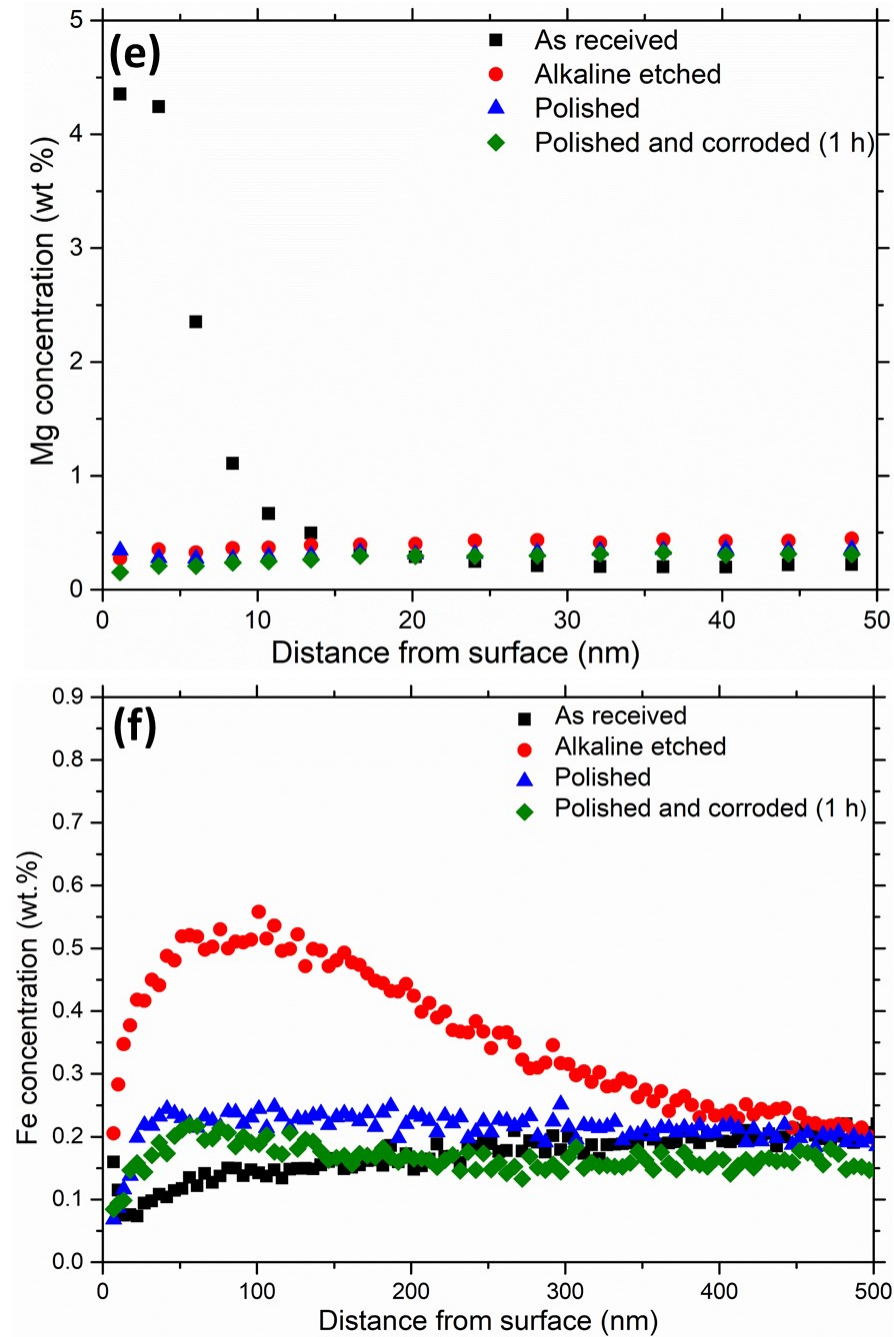 (e)
As received
Alkaline etched
Polished
Polished and corroded (1 h)
5
4
3
2
1
0
Mg concentration (wt %)
0 10 20 30 40 50
Distance from surface (nm)
(f)
As received
Alkaline etched
Polished
Polished and corroded (1 h)
0.9
0.8
0.7
0.6
0.5
0.4
0.3
0.2
0.1
0.0
Fe concentration (wt.%)
0 100 200 300 400 500
Distance from surface (nm)